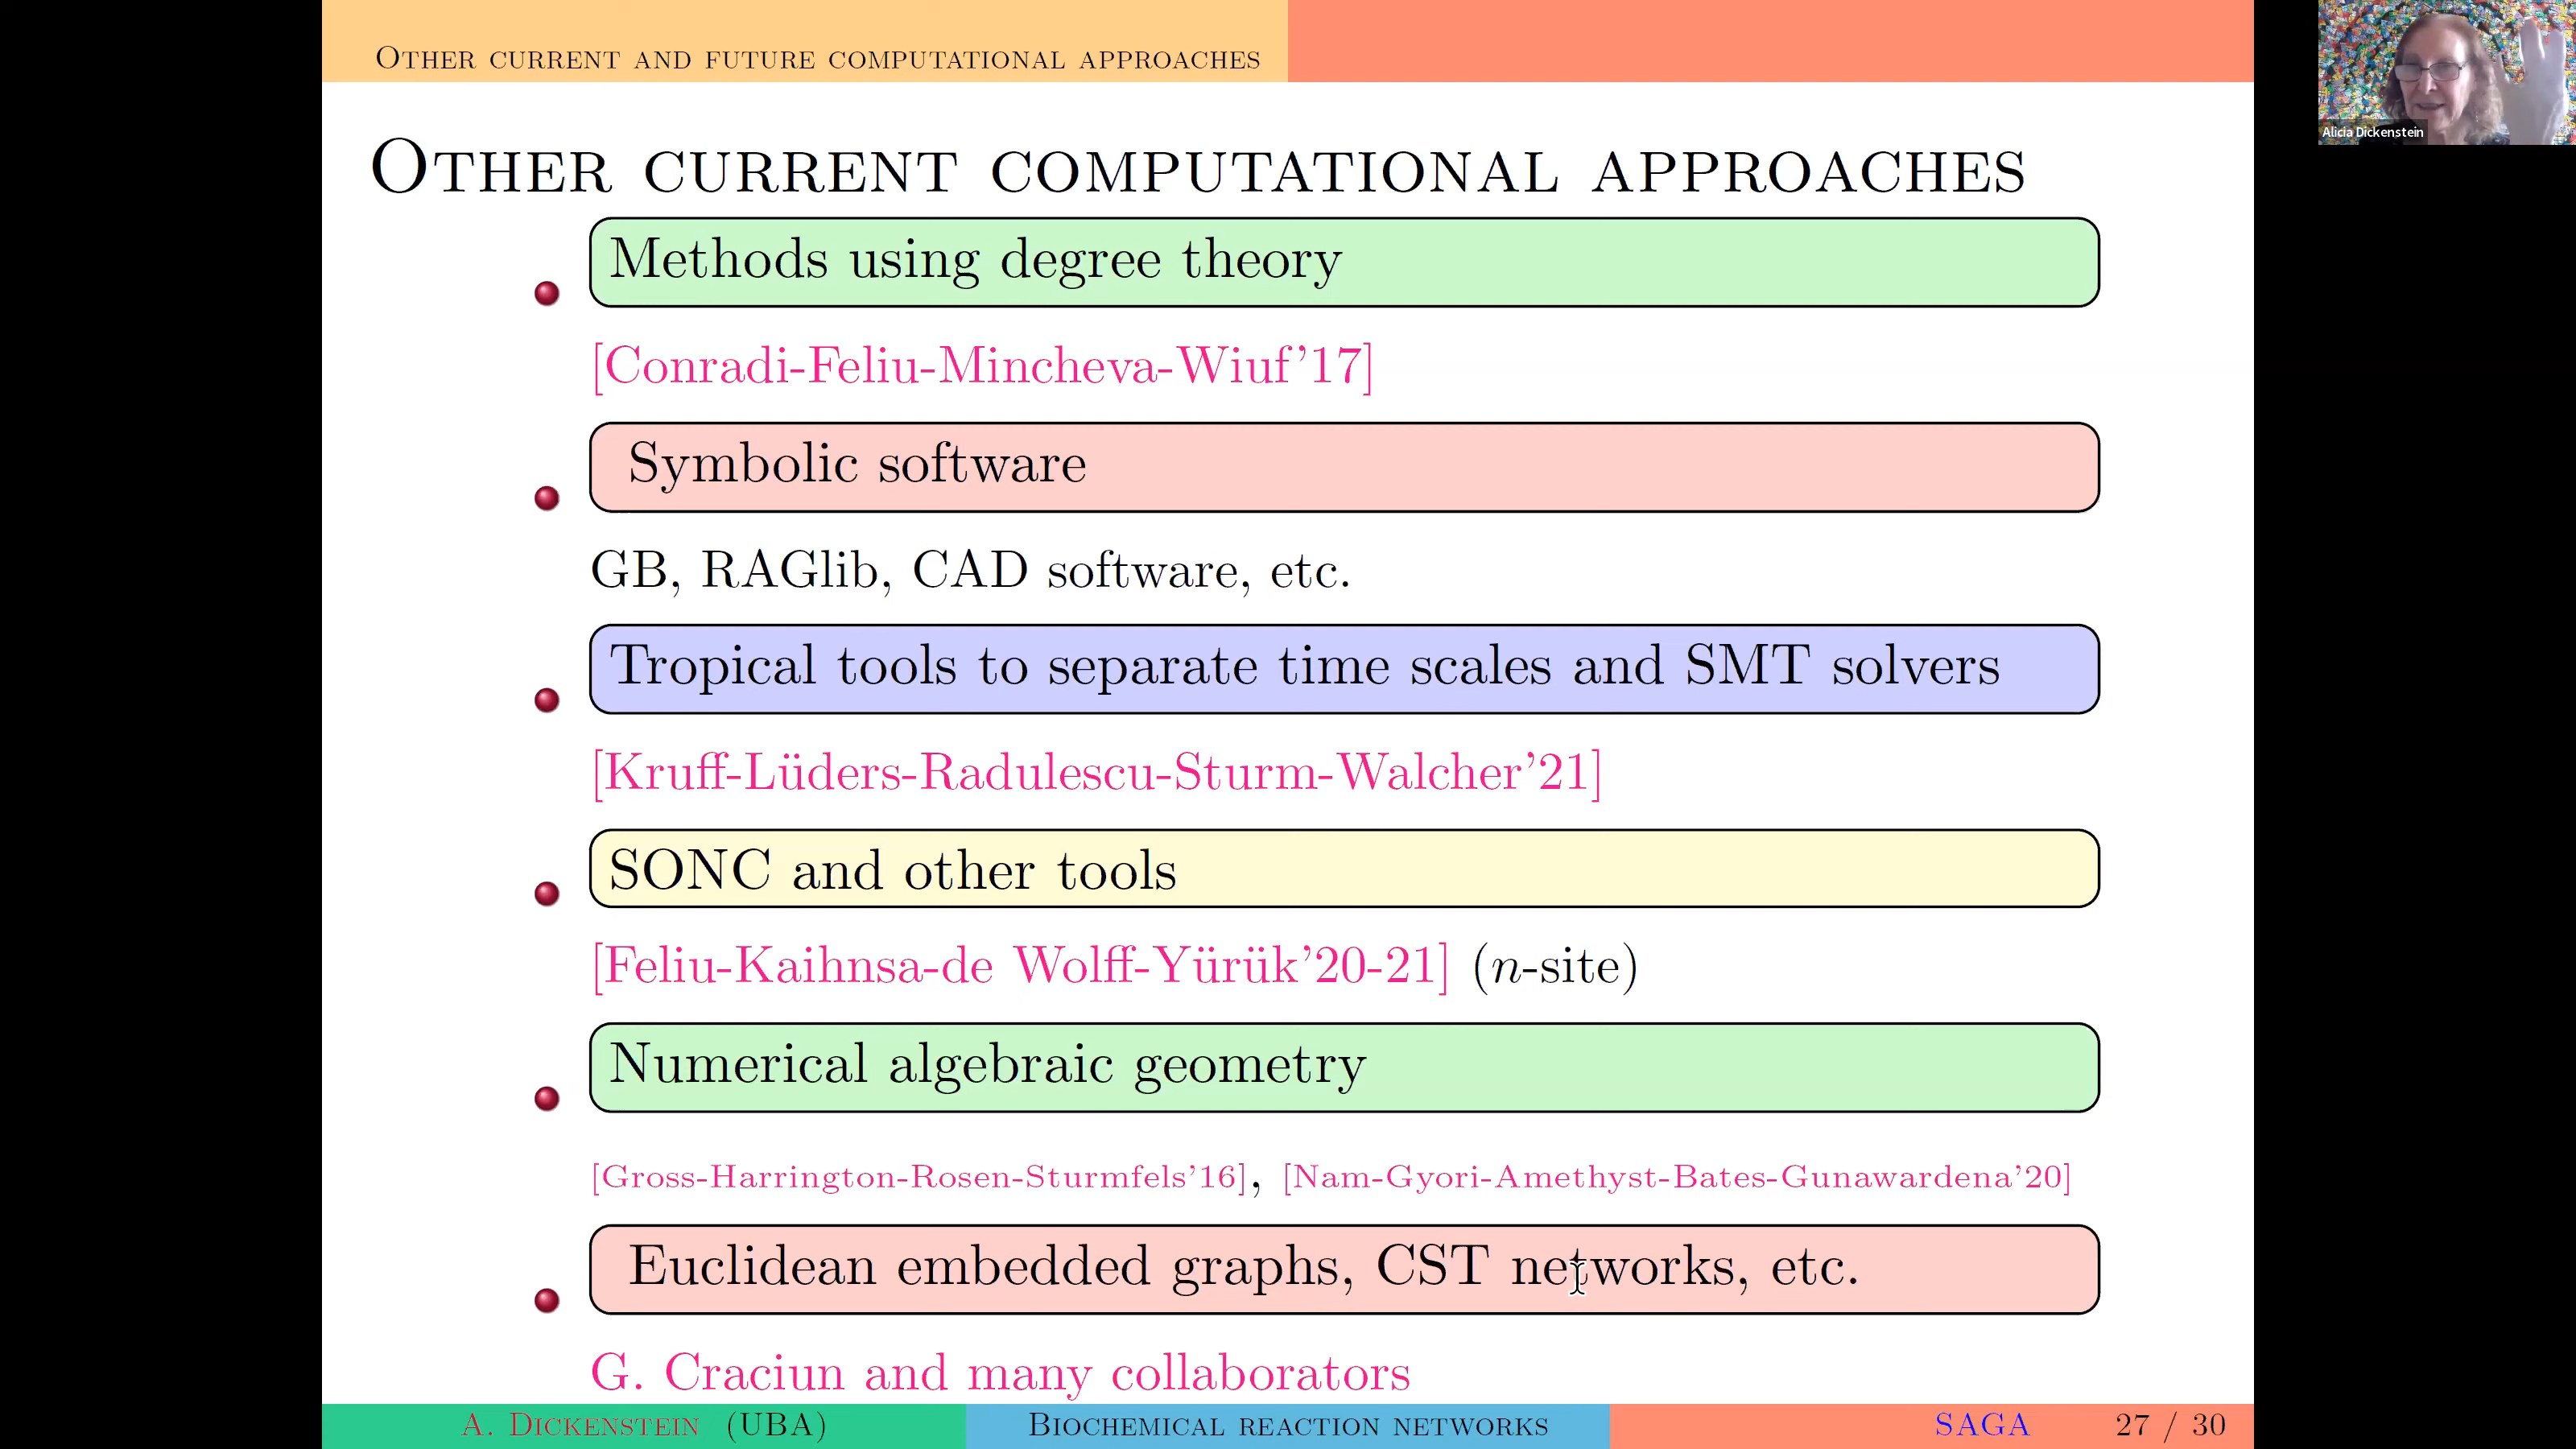 Other current and future computational approaches
Alicia Dickenstein
Other current computational approaches
Methods using degree theory
[Conradi-Feliu-Mincheva-Wiuf'17]
Symbolic software
GB, RAGlib, CAD software, etc.
Tropical tools to separate time scales and SMT solvers
[Kruff-Lüders-Radulescu-Sturm-Walcher'21]
SONC and other tools
[Feliu-Kaihnsa-de Wolff-Yürük'20-21] (n-site)
Numerical algebraic geometry
[Gross-Harrington-Rosen-Sturmfels'16], [Nam-Gyori-Amethyst-Bates-Gunawardena'20]
Euclidean embedded graphs, CST networks, etc.
G. Craciun and many collaborators
A. Dickenstein (UBA) Biochemical reaction networks SAGA 27 / 30